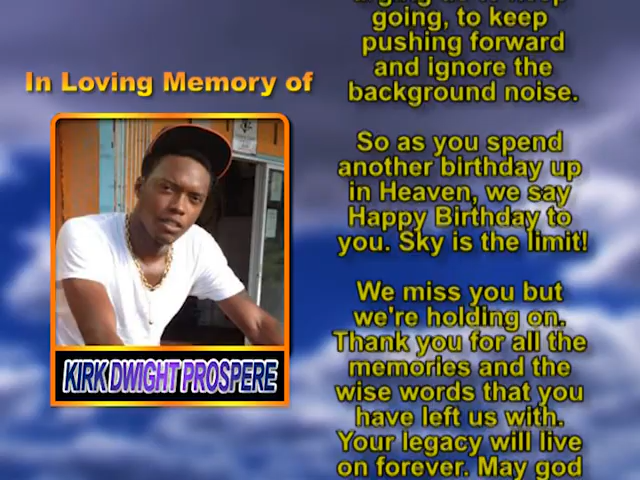 In Loving Memory of
KIRK DWIGHT PROSPERE
going, to keep
pushing forward
and ignore the
background noise.
So as you spend
another birthday up
in Heaven, we say
Happy Birthday to
you. Sky is the limit!
We miss you but
we're holding on.
Thank you for all the
memories and the
wise words that you
have left us with.
Your legacy will live
on forever. May god